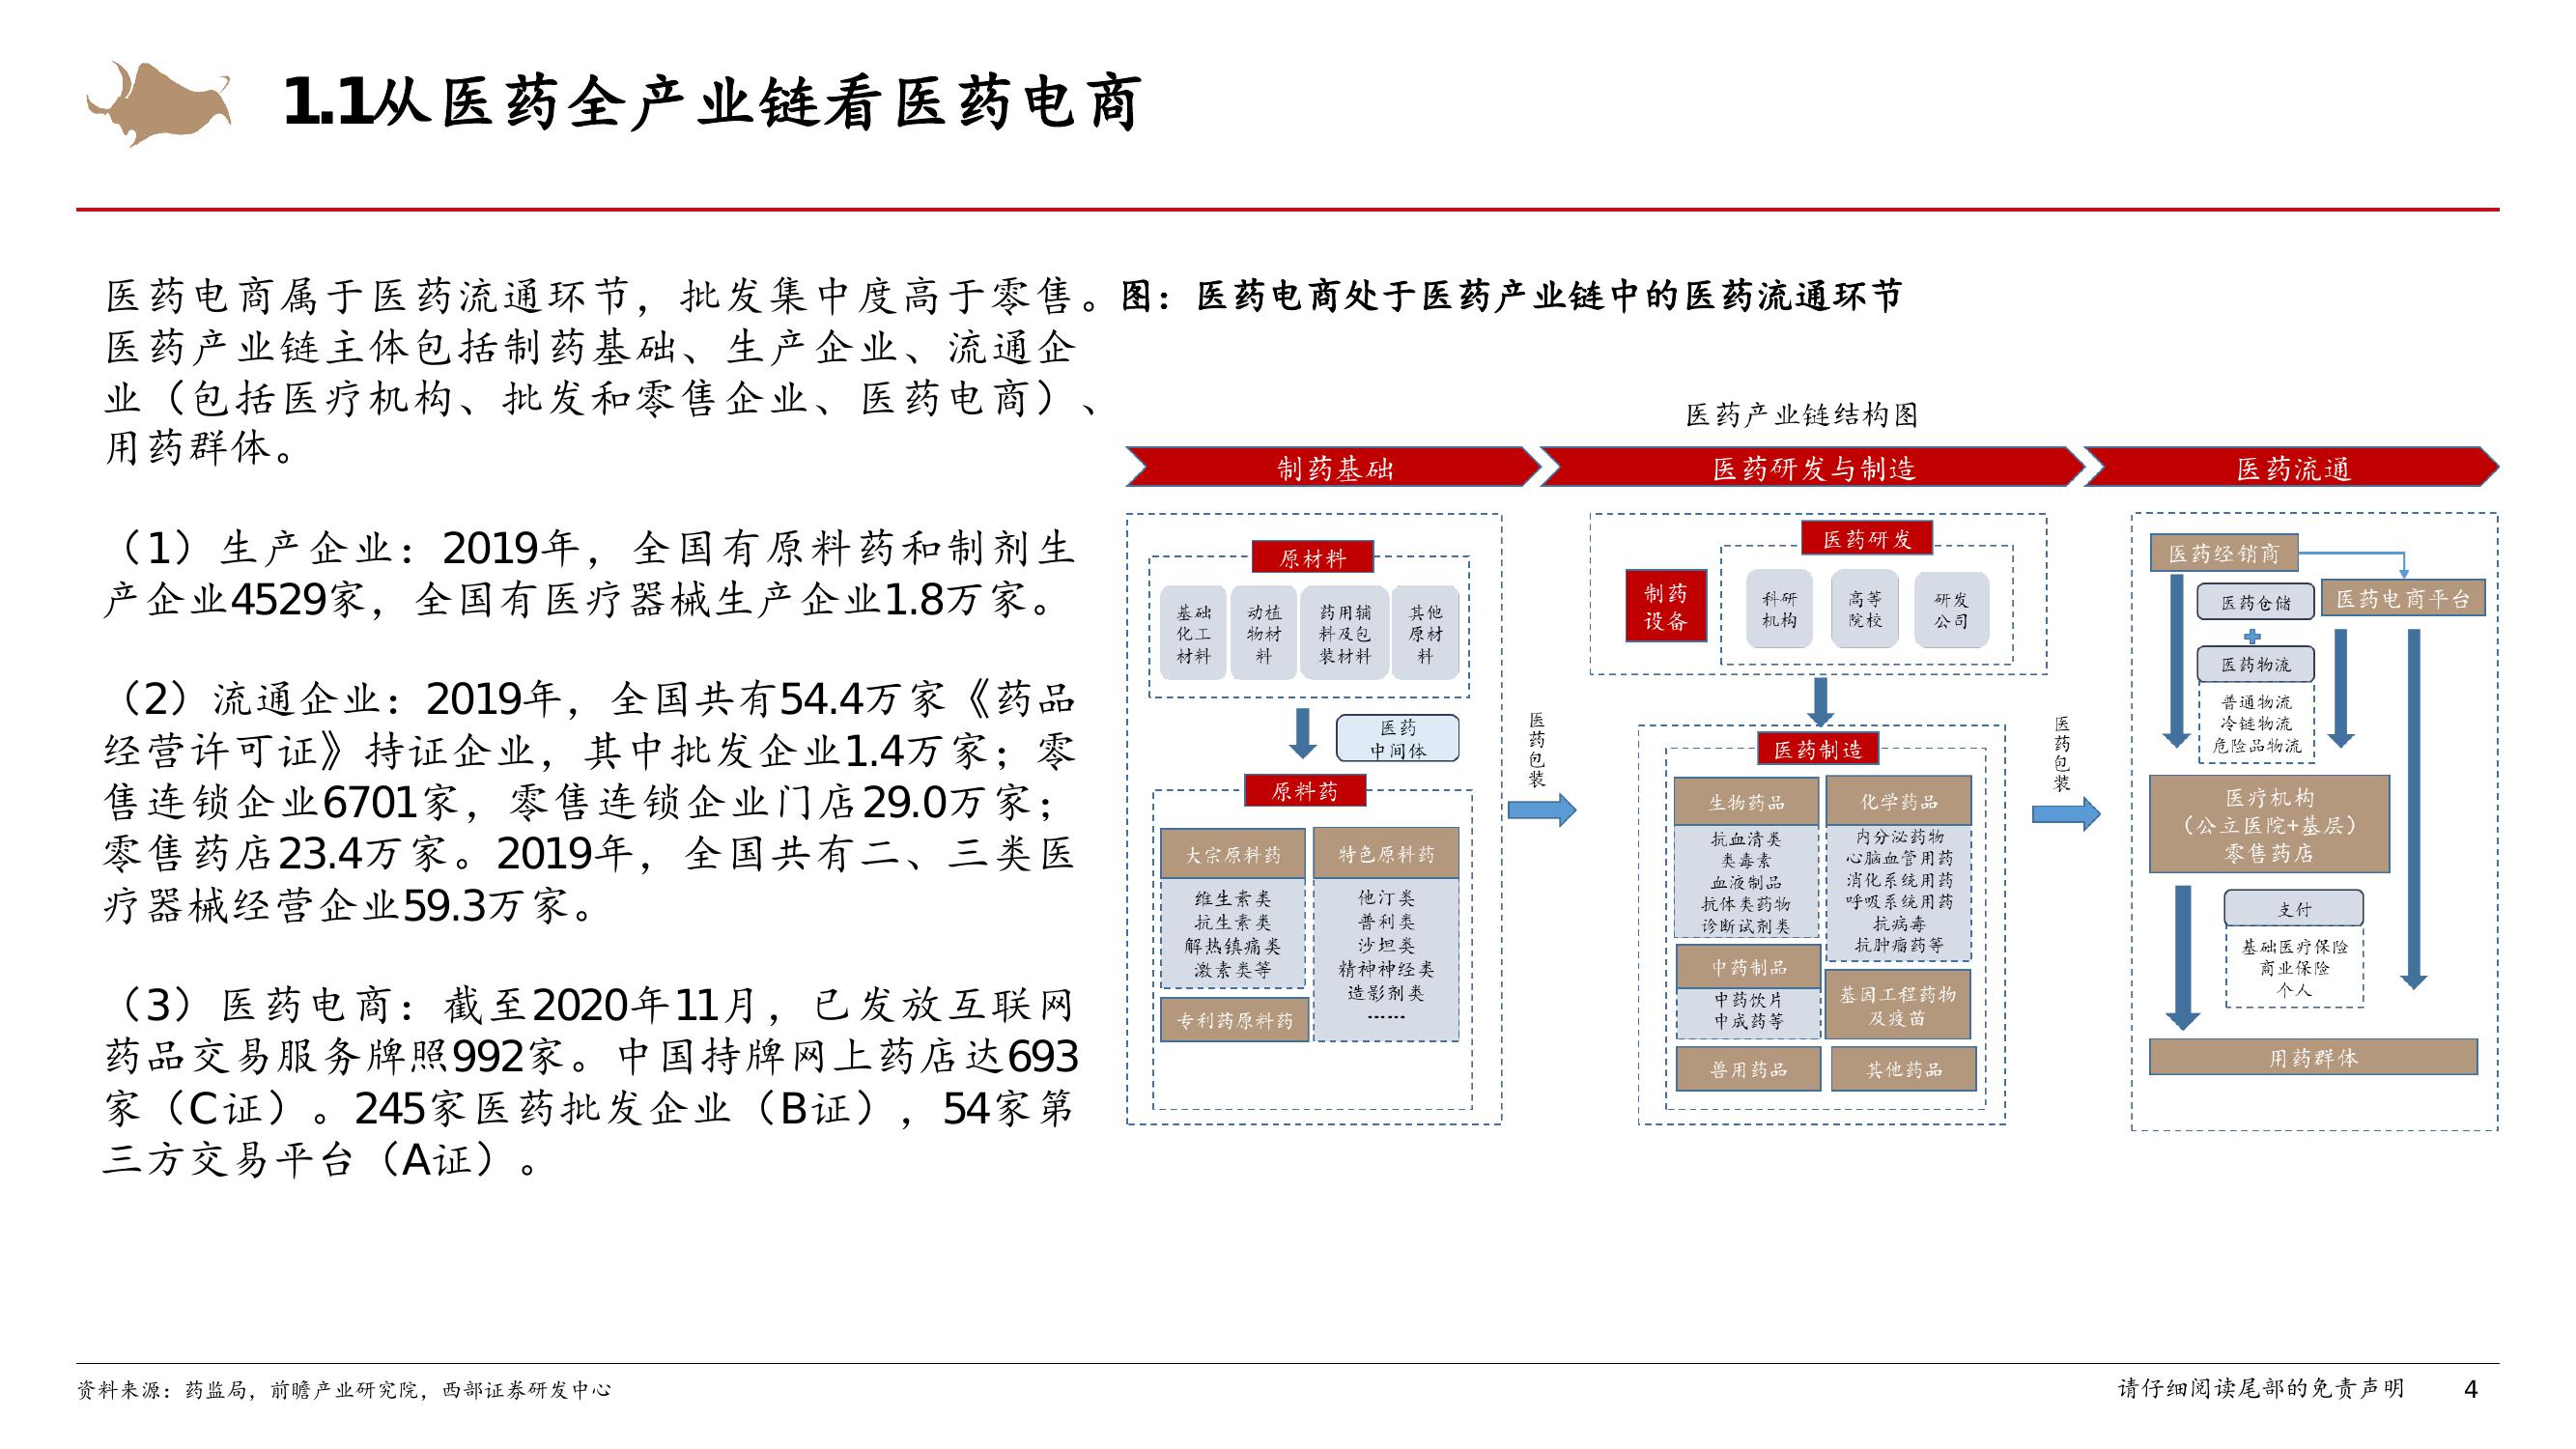 1.1从医药全产业链看医药电商
医药电商属于医药流通环节，批发集中度高于零售。
医药产业链主体包括制药基础、生产企业、流通企
业（包括医疗机构、批发和零售企业、医药电商）、
用药群体。
（1）生产企业：2019年，全国有原料药和制剂生
产企业4529家，全国有医疗器械生产企业1.8万家。
（2）流通企业：2019年，全国共有54.4万家《药品
经营许可证》持证企业，其中批发企业1.4万家；零
售连锁企业6701家，零售连锁企业门店29.0万家；
零售药店23.4万家。2019年，全国共有二、三类医
疗器械经营企业59.3万家。
（3）医药电商：截至2020年11月，已发放互联网
药品交易服务牌照992家。中国持牌网上药店达693
家（C证）。245家医药批发企业（B证），54家第
三方交易平台（A证）。
图：医药电商处于医药产业链中的医药流通环节
医药产业链结构图
制药基础
医药研发与制造
医药流通
原材料
基础
化工
材料
动植
物材
料
药用辅
料及包
装材料
其他
原材
料
医药
中间体
原料药
大宗原料药
维生素类
抗生素类
解热镇痛类
激素类等
专利药原料药
特色原料药
他汀类
普利类
沙坦类
精神神经类
造影剂类
……
医药包装
制药
设备
医药研发
科研
机构
高等
院校
研发
公司
医药制造
生物药品
抗血清类
类毒素
血液制品
抗体类药物
诊断试剂类
化学药品
内分泌药物
心脑血管用药
消化系统用药
呼吸系统用药
抗病毒
抗肿瘤药等
中药制品
中药饮片
中成药等
基因工程药物
及疫苗
兽用药品
其他药品
医药包装
医药经销商
医药电商平台
医药仓储
医药物流
普通物流
冷链物流
危险品物流
医疗机构
（公立医院+基层）
零售药店
支付
基础医疗保险
商业保险
个人
用药群体
资料来源：药监局，前瞻产业研究院，西部证券研发中心
请仔细阅读尾部的免责声明
4